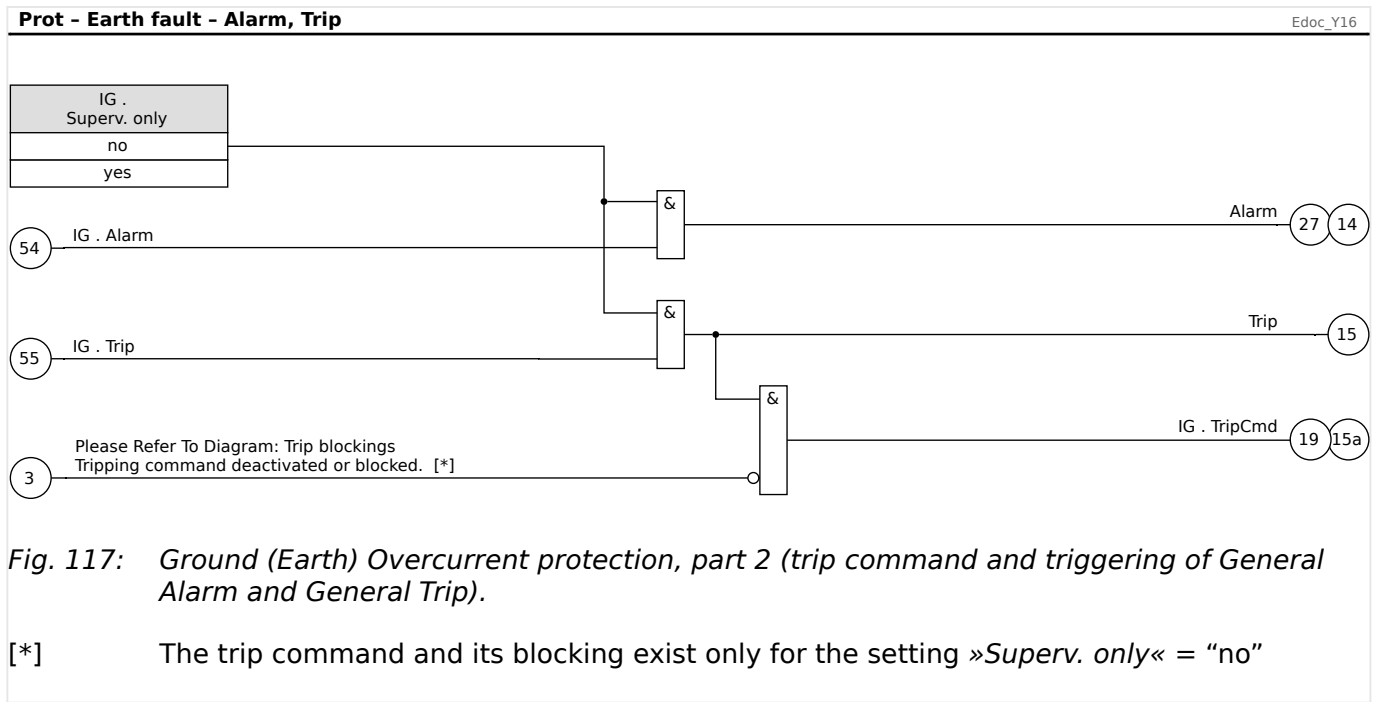 Prot – Earth fault – Alarm, Trip
Edoc_Y16
IG .
Superv. only
no
yes
&
Alarm
27
14
54
IG . Alarm
&
Trip
15
55
IG . Trip
&
IG . TripCmd
19
15a
Please Refer To Diagram: Trip blockings
Tripping command deactivated or blocked. [*]
3
Fig. 117: Ground (Earth) Overcurrent protection, part 2 (trip command and triggering of General
Alarm and General Trip).
[*] The trip command and its blocking exist only for the setting »Superv. only« = “no”